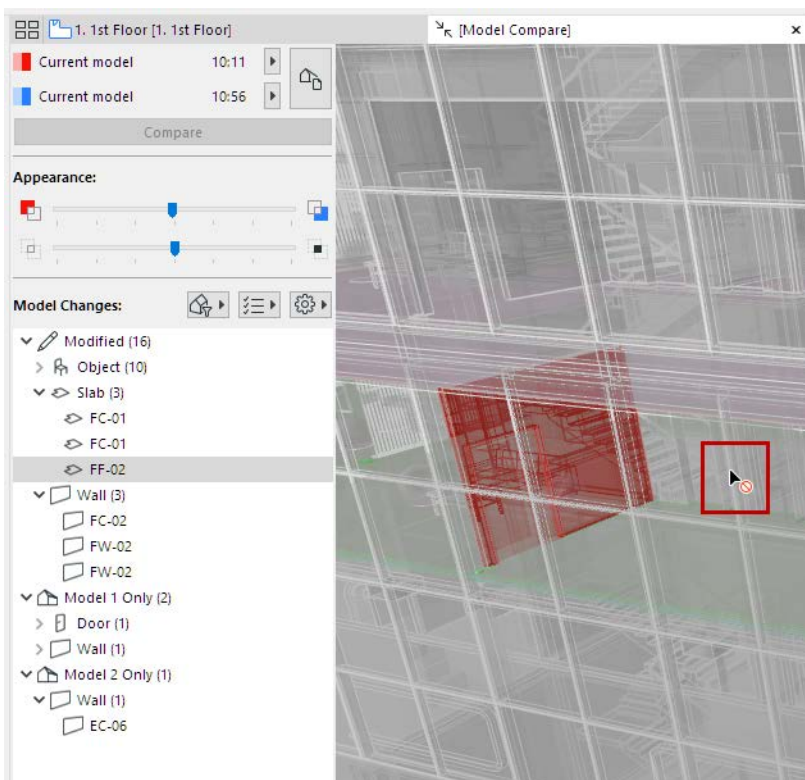 1. 1st Floor [1. 1st Floor]
[Model Compare]
Current model 10:11
Current model 10:56
Compare
Appearance:
Model Changes:
Modified (16)
Object (10)
Slab (3)
FC-01
FC-01
FF-02
Wall (3)
FC-02
FW-02
FW-02
Model 1 Only (2)
Door (1)
Wall (1)
Model 2 Only (1)
Wall (1)
EC-06